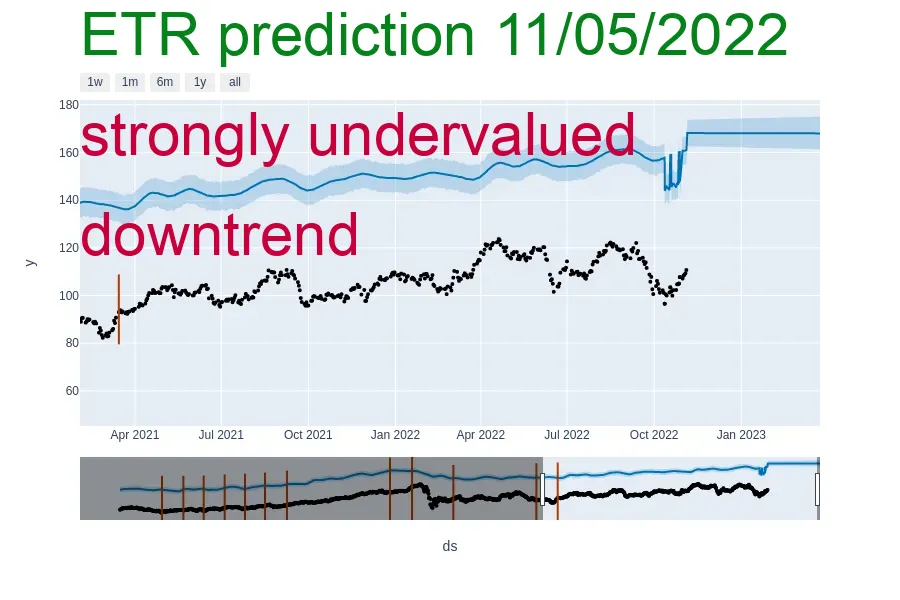 ETR prediction 11/05/2022
1w 1m 6m 1y all
180
strongly undervalued
160
140
downtrend
120
y
100
80
60
Apr 2021 Jul 2021 Oct 2021 Jan 2022 Apr 2022 Jul 2022 Oct 2022 Jan 2023
ds